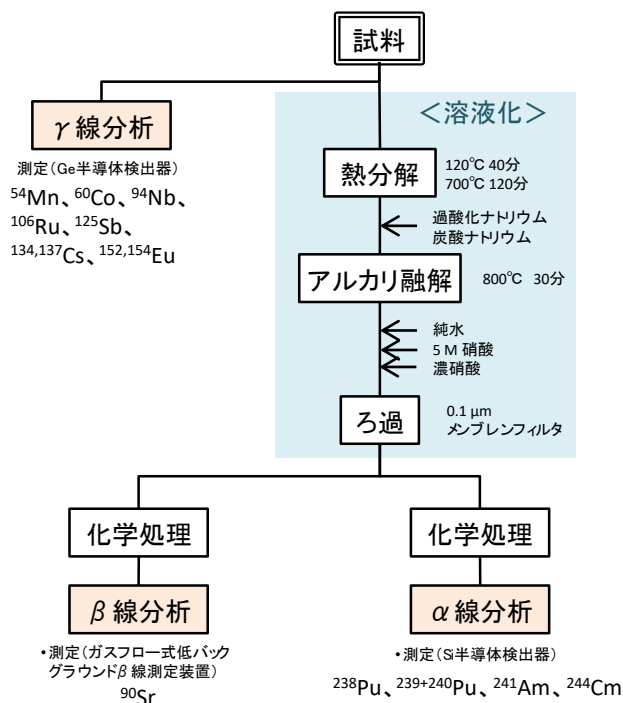 試料
γ線分析
測定(Ge半導体検出器)
⁵⁴Mn、⁶⁰Co、⁹⁴Nb、
¹⁰⁶Ru、¹²⁵Sb、
¹³⁴,¹³⁷Cs、¹⁵²,¹⁵⁴Eu
<溶液化>
熱分解
120℃ 40分
700℃ 120分
過酸化ナトリウム
炭酸ナトリウム
アルカリ融解
800℃ 30分
純水
5 M 硝酸
濃硝酸
ろ過
0.1 µm
メンブレンフィルタ
化学処理
β線分析
・測定(ガスフロー式低バック
グラウンドβ線測定装置)
⁹⁰Sr
化学処理
α線分析
・測定(Si半導体検出器)
²³⁸Pu、²³⁹⁺²⁴⁰Pu、²⁴¹Am、²⁴⁴Cm